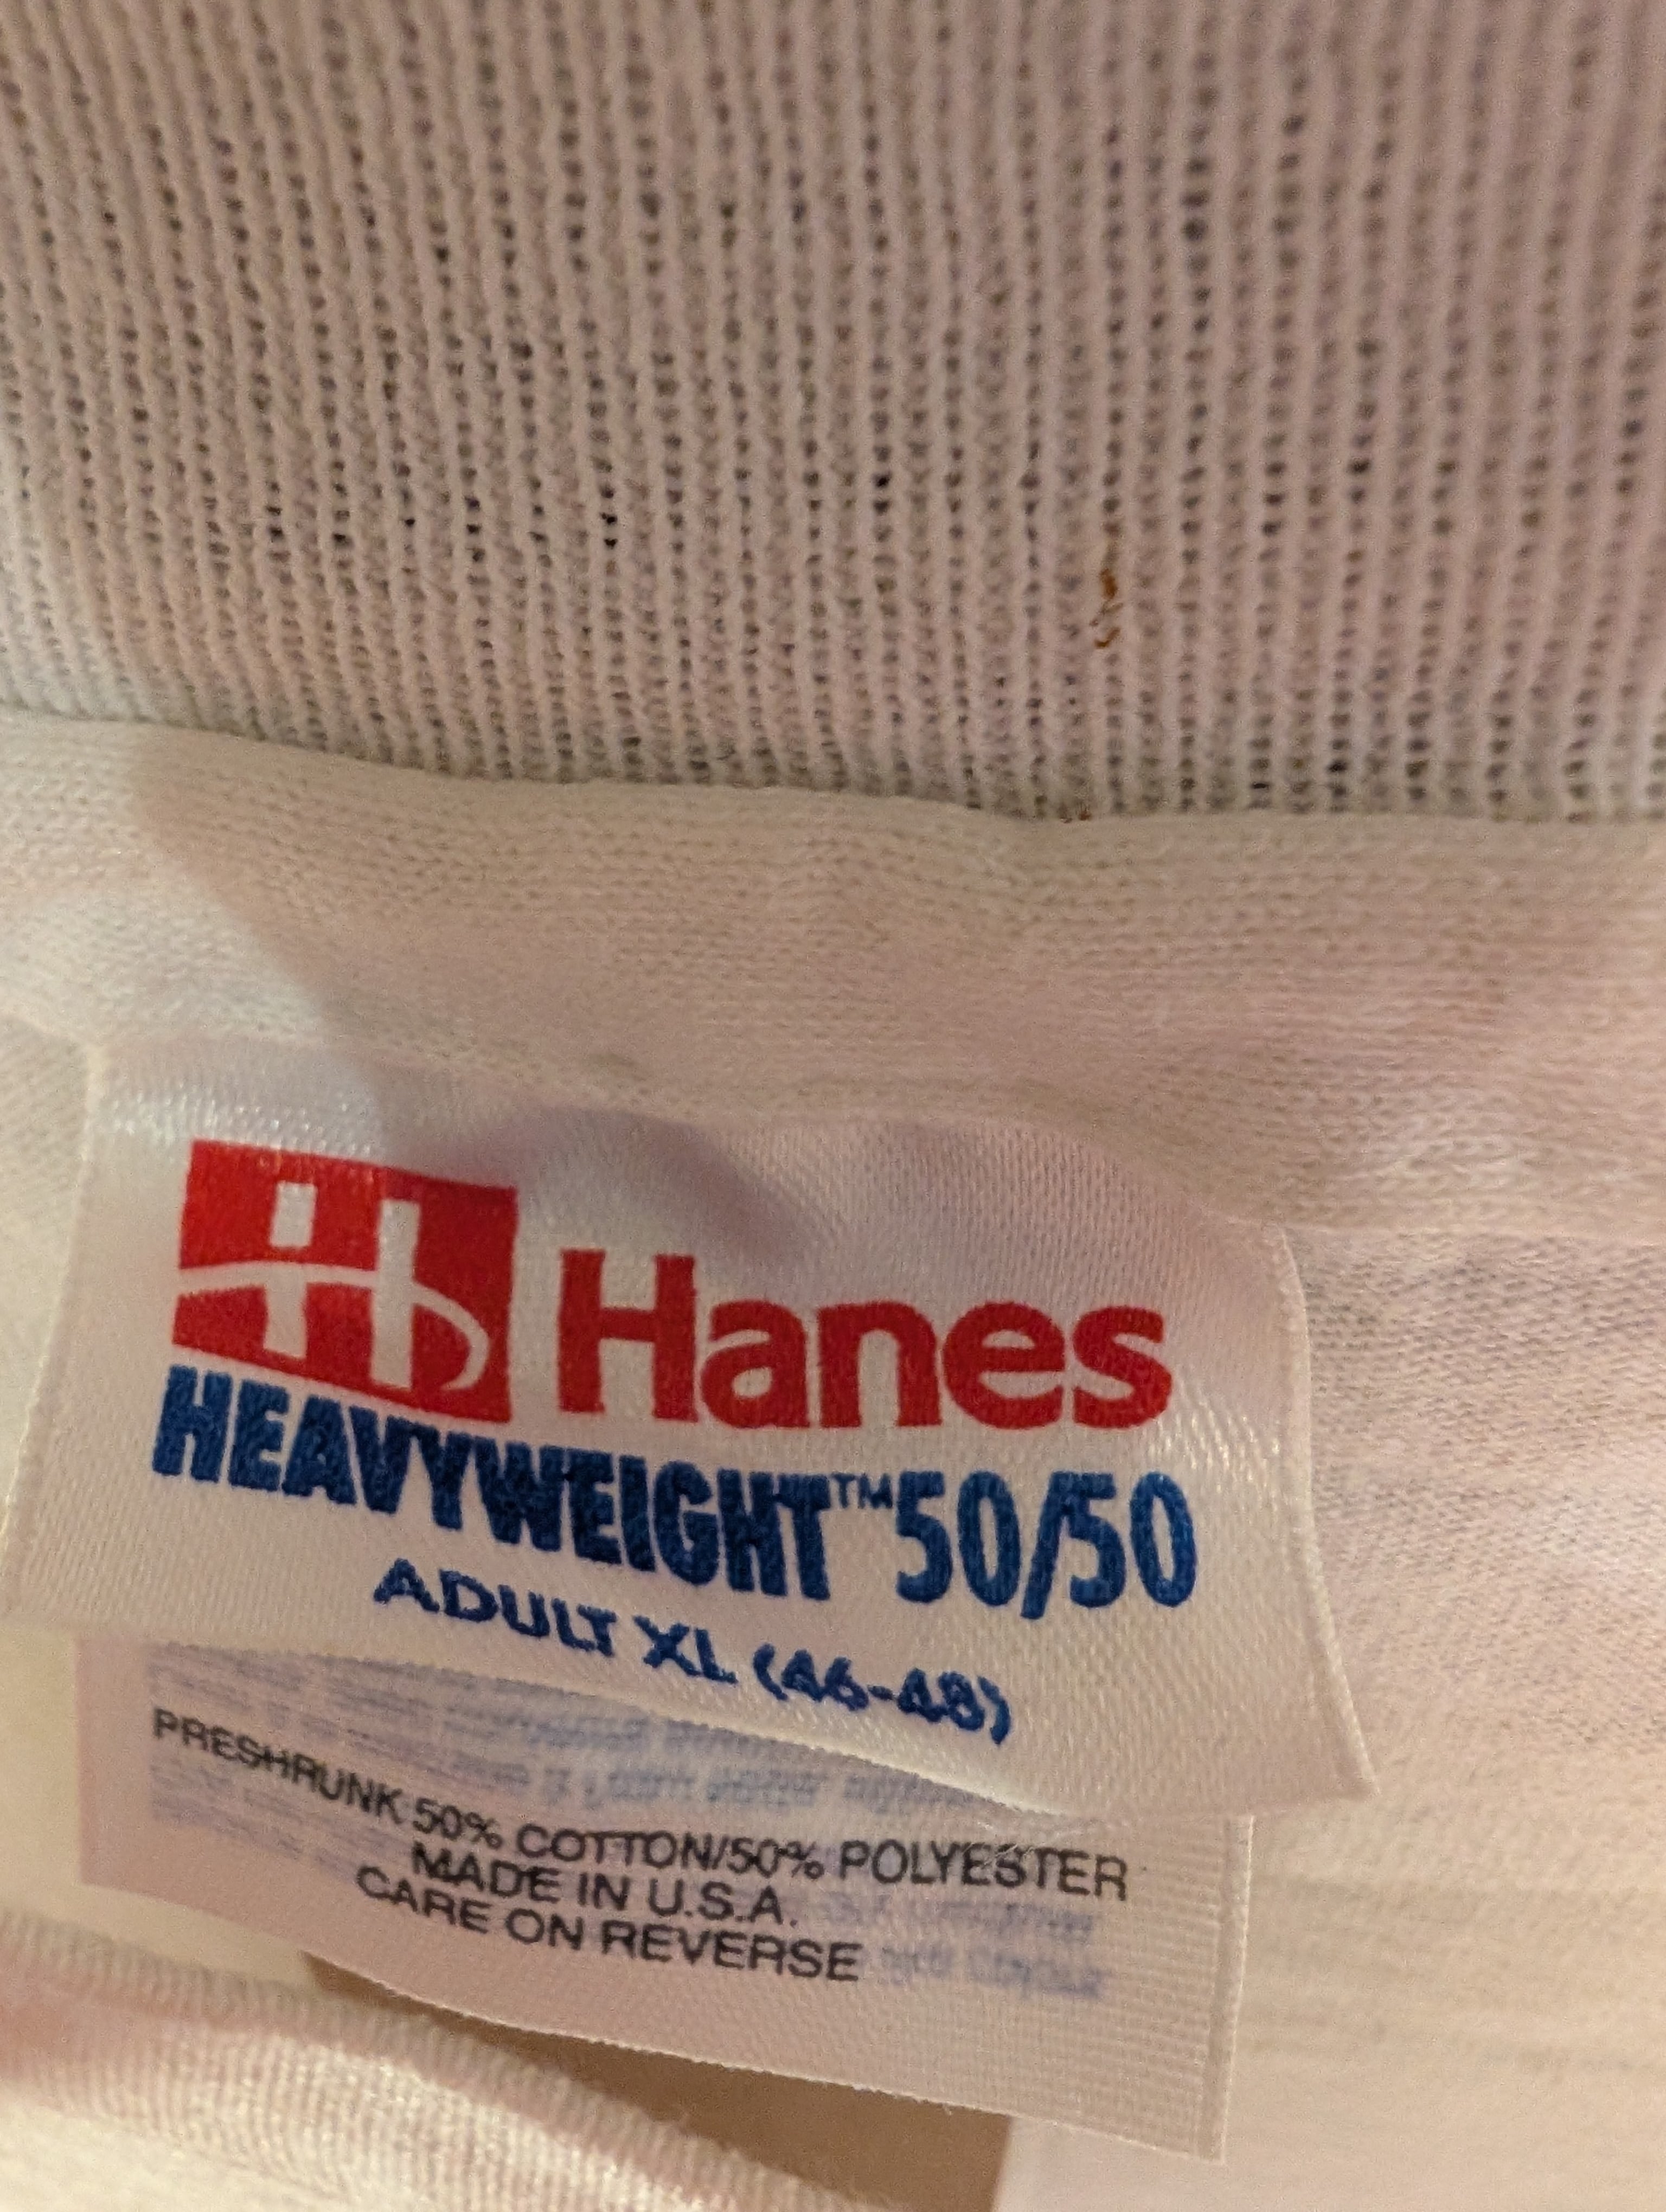 H Hanes
HEAVYWEIGHT™ 50/50
ADULT XL (46-48)
PRESHRUNK 50% COTTON/50% POLYESTER
MADE IN U.S.A.
CARE ON REVERSE